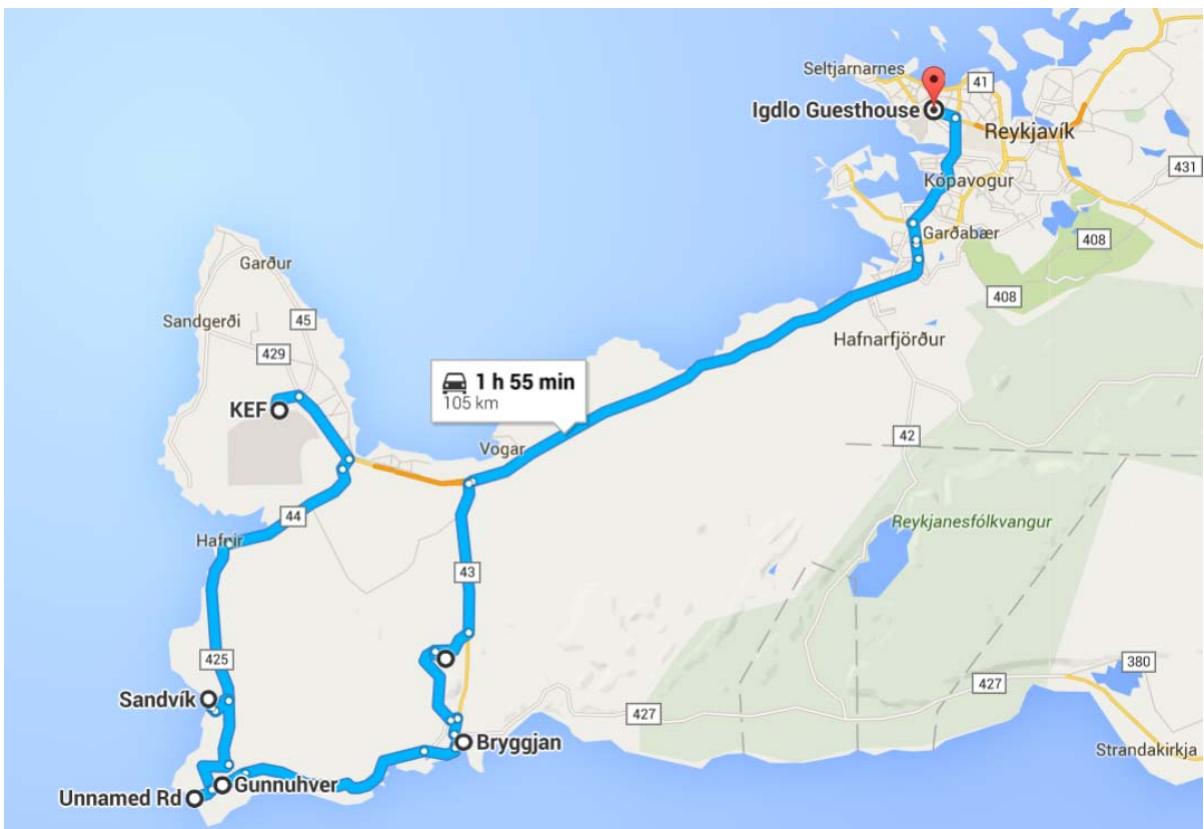 Seltjarnarnes
41
Igdlo Guesthouse
Reykjavík
431
Kópavogur
Garðabær
408
Garður
408
Sandgerði
45
Hafnarfjörður
429
1 h 55 min
105 km
KEF
42
Vogar
44
Reykjanesfólkvangur
Hafnir
43
425
380
427
Sandvík
427
Bryggjan
Strandakirkja
Gunnuhver
Unnamed Rd